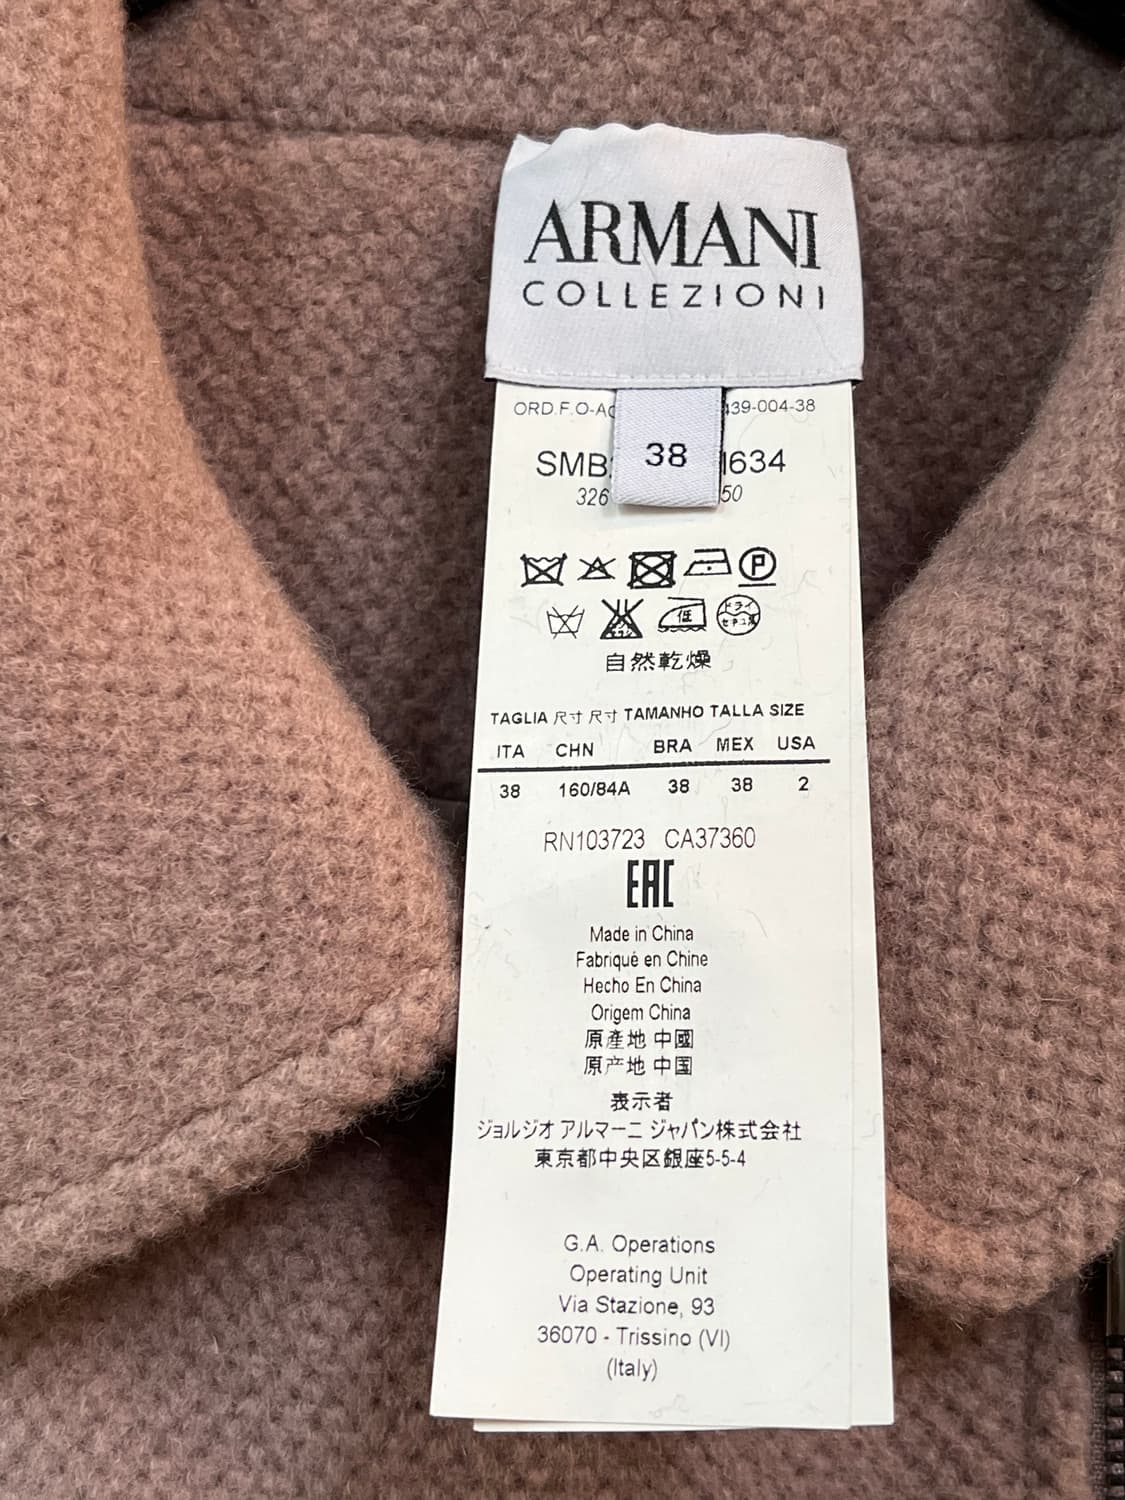 ARMANI
COLLEZIONI
38
439-004-38
SMB 1634
326 50
P
低
ドライ
自然乾燥
TAGLIA 尺寸 尺寸 TAMANHO TALLA SIZE
ITA CHN BRA MEX USA
38 160/84A 38 38 2
RN103723 CA37360
EAC
Made in China
Fabriqué en Chine
Hecho En China
Origem China
原產地 中國
原产地 中国
表示者
ジョルジオ アルマーニ ジャパン株式会社
東京都中央区銀座5-5-4
G.A. Operations
Operating Unit
Via Stazione, 93
36070 - Trissino (VI)
(Italy)